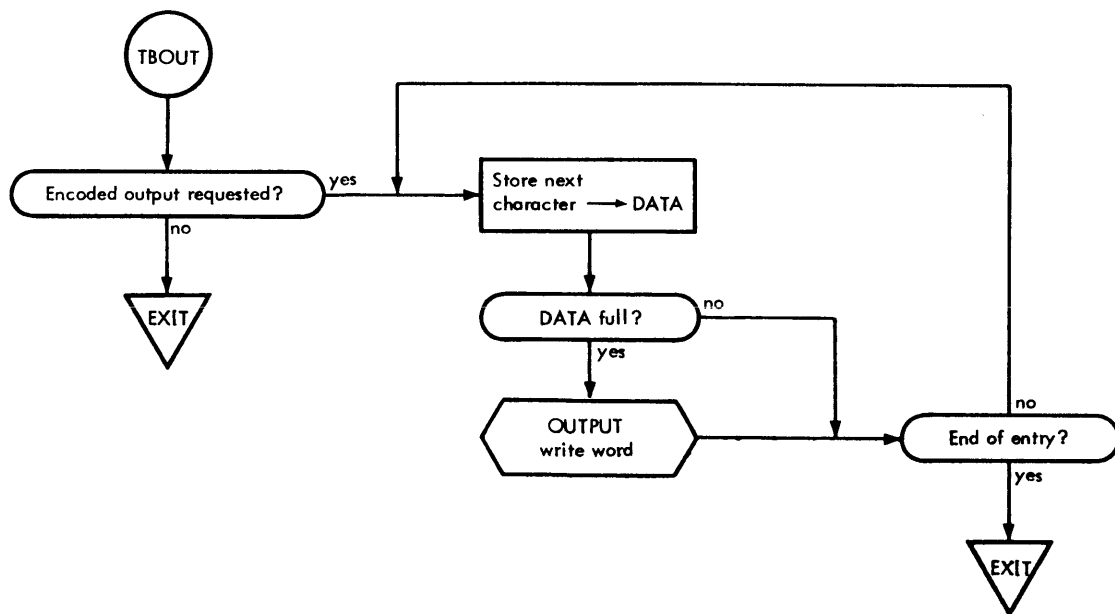 TBOUT
Encoded output requested?
yes
no
EXIT
Store next
character → DATA
DATA full?
no
yes
OUTPUT
write word
no
End of entry?
yes
EXIT